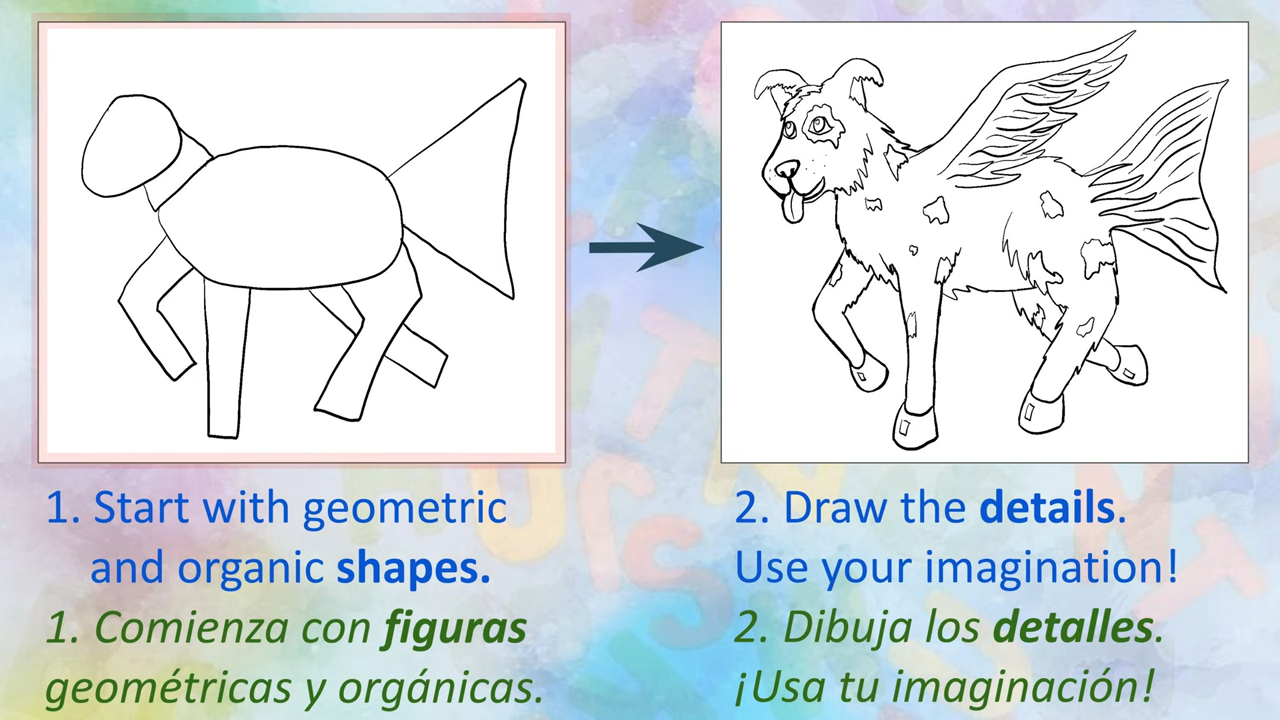 1. Start with geometric
and organic shapes.
1. Comienza con figuras
geométricas y orgánicas.
2. Draw the details.
Use your imagination!
2. Dibuja los detalles.
¡Usa tu imaginación!